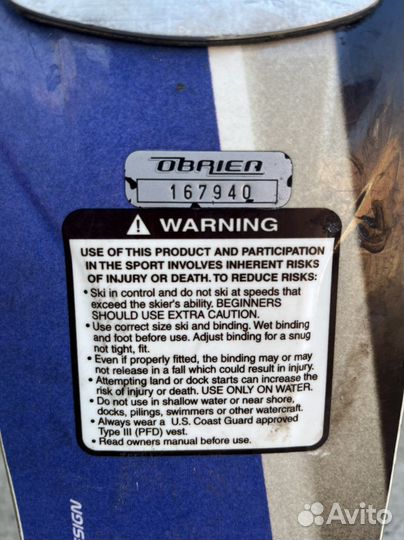 O'BRIEN
167940
WARNING
USE OF THIS PRODUCT AND PARTICIPATION
IN THE SPORT INVOLVES INHERENT RISKS
OF INJURY OR DEATH. TO REDUCE RISKS:
• Ski in control and do not ski at speeds that
exceed the skier's ability. BEGINNERS
SHOULD USE EXTRA CAUTION.
• Use correct size ski and binding. Wet binding
and foot before use. Adjust binding for a snug
not tight, fit.
• Even if properly fitted, the binding may or may
not release in a fall which could result in injury.
• Attempting land or dock starts can increase the
risk of injury or death. USE ONLY ON WATER.
• Do not use in shallow water or near shore,
docks, pilings, swimmers or other watercraft.
• Always wear a U.S. Coast Guard approved
Type III (PFD) vest.
• Read owners manual before use.
Avito